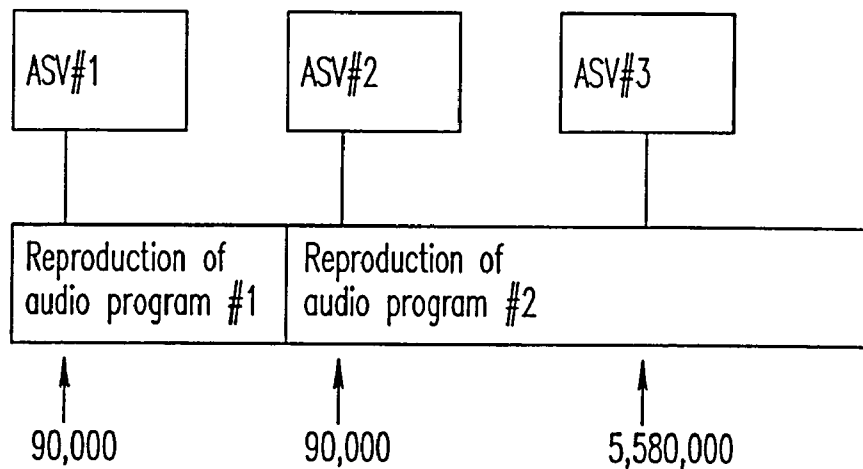 ASV#1
ASV#2
ASV#3
Reproduction of
audio program #1
Reproduction of
audio program #2
90,000
90,000
5,580,000